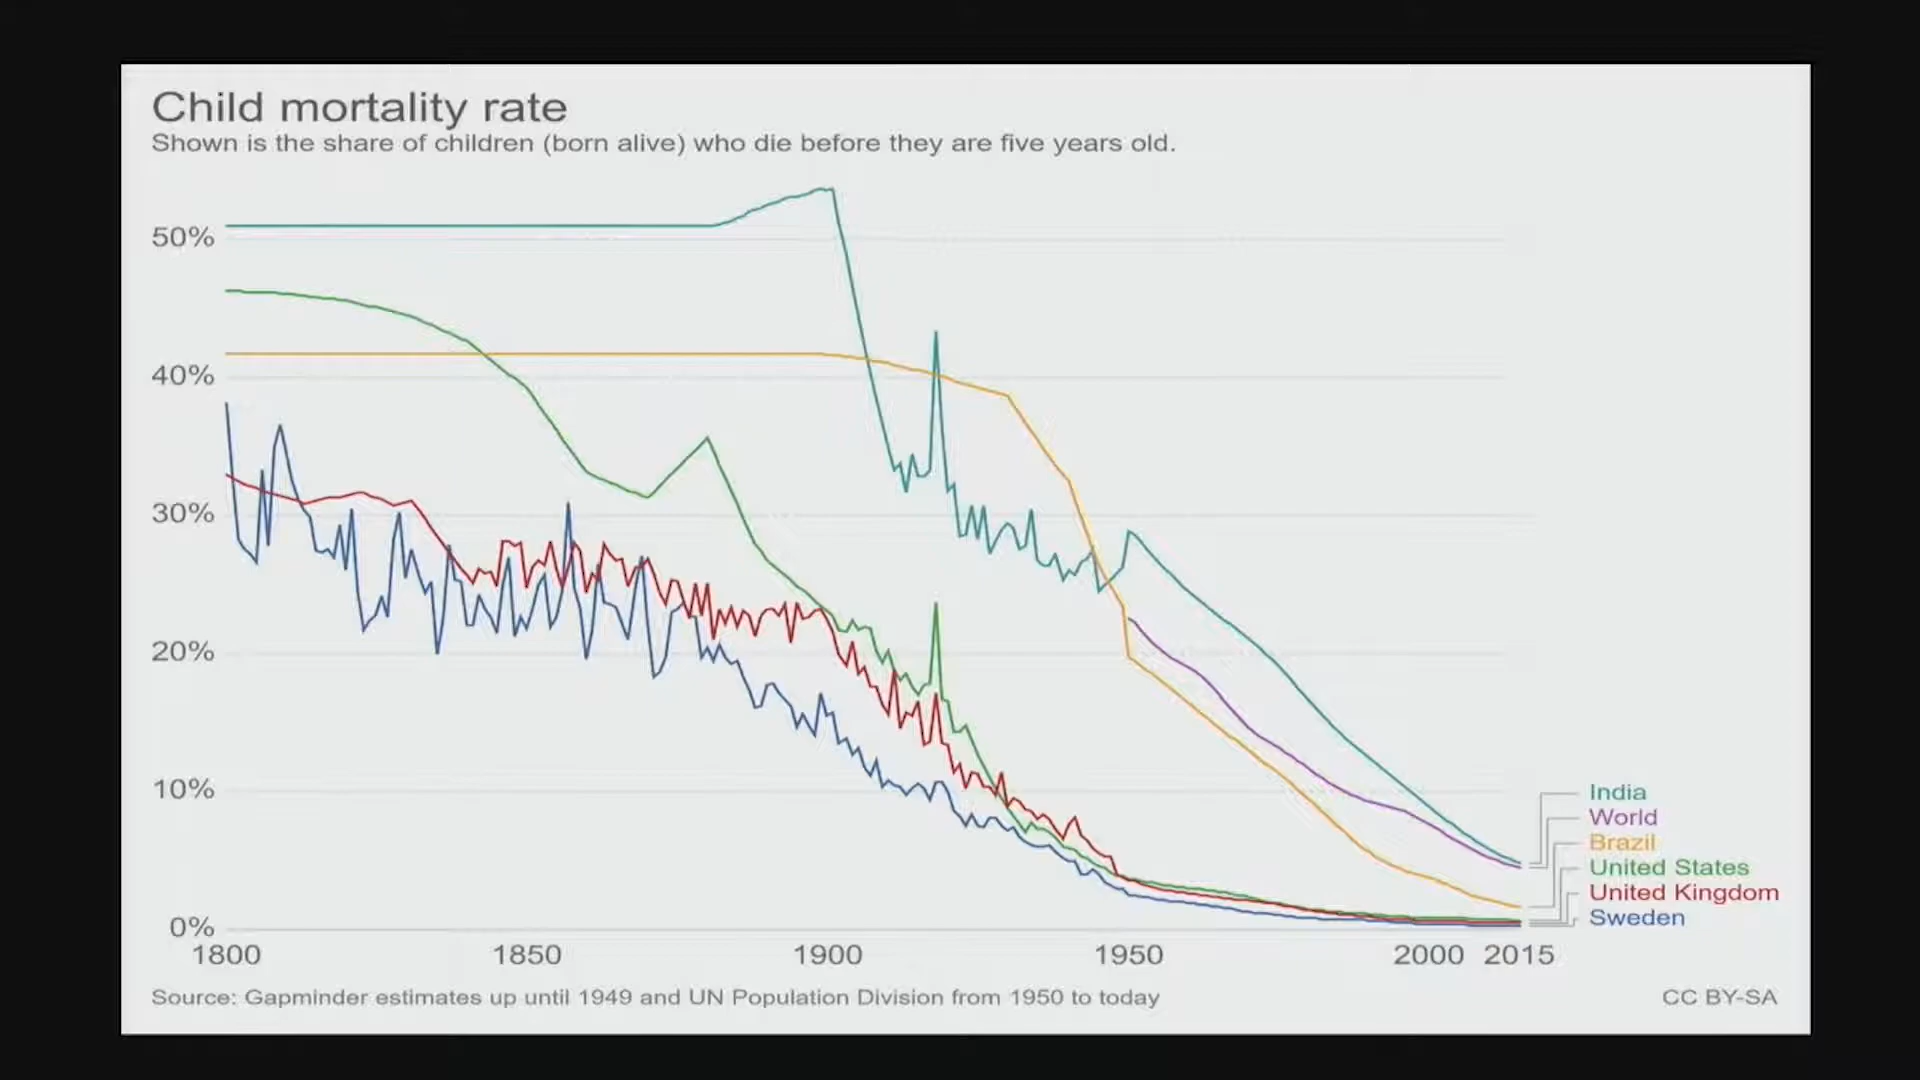 Child mortality rate
Shown is the share of children (born alive) who die before they are five years old.
50%
40%
30%
20%
10%
0%
1800 1850 1900 1950 2000 2015
India
World
Brazil
United States
United Kingdom
Sweden
Source: Gapminder estimates up until 1949 and UN Population Division from 1950 to today
CC BY-SA